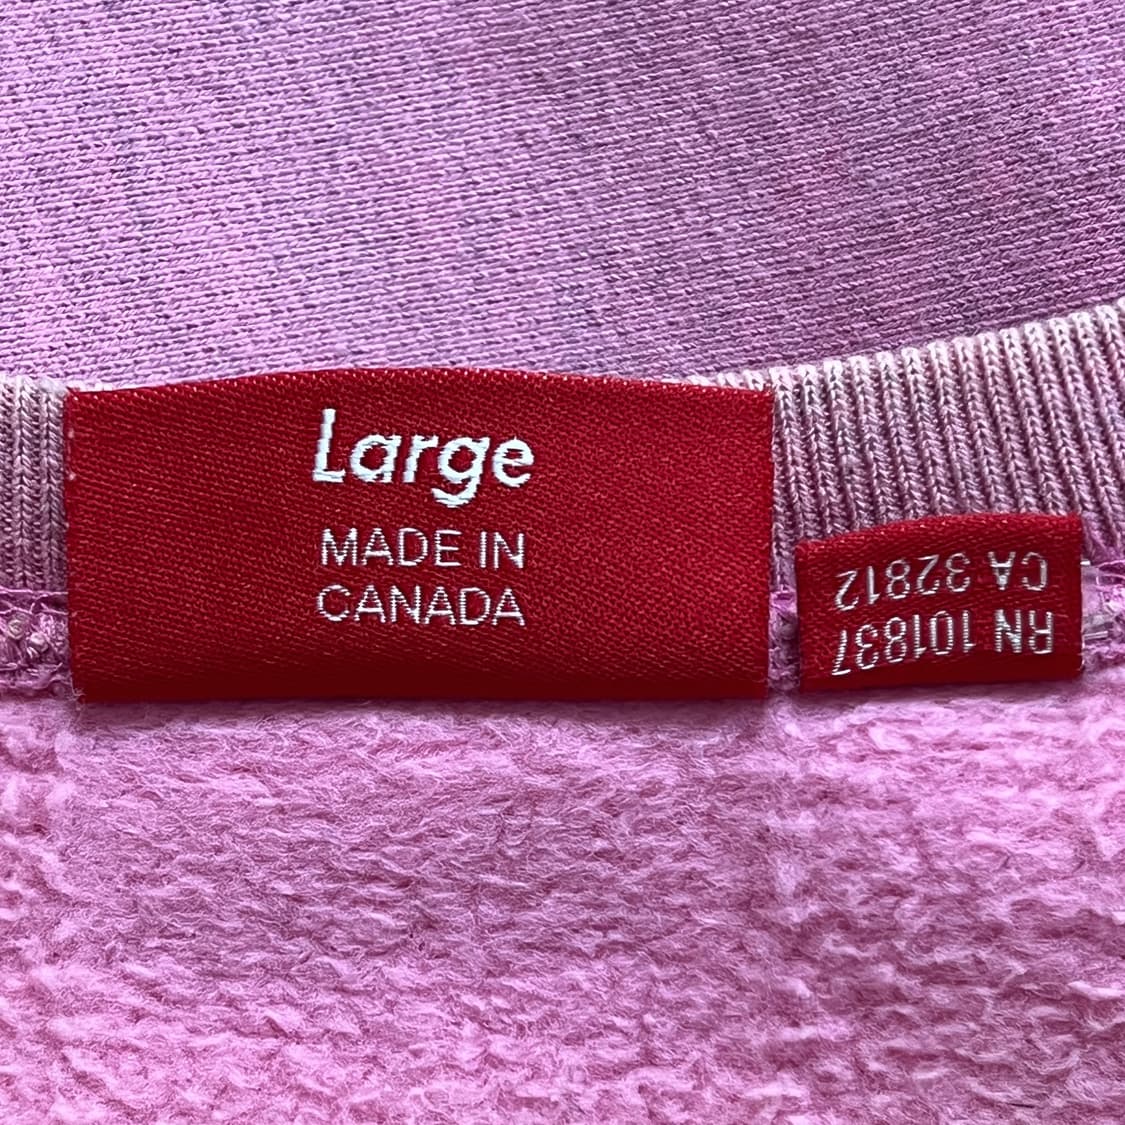 Large
MADE IN
CANADA
RN 101837
CA 32812